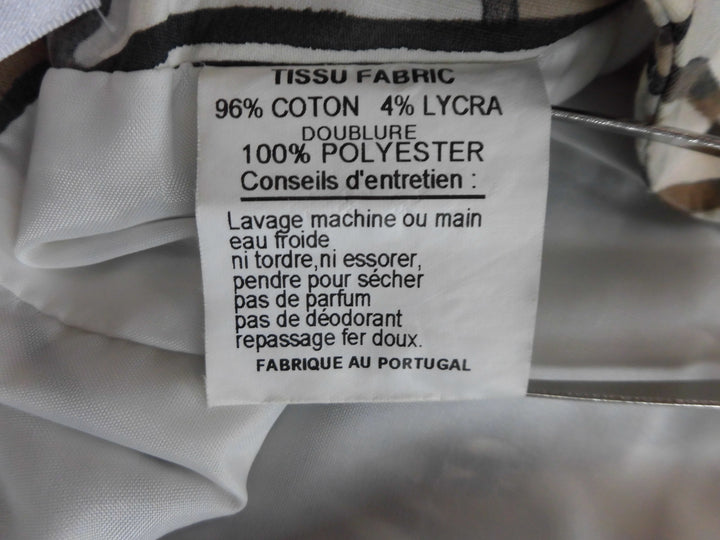 TISSU FABRIC
96% COTON 4% LYCRA
DOUBLURE
100% POLYESTER
Conseils d'entretien :
Lavage machine ou main
eau froide
ni tordre,ni essorer,
pendre pour sécher
pas de parfum
pas de déodorant
repassage fer doux.
FABRIQUE AU PORTUGAL